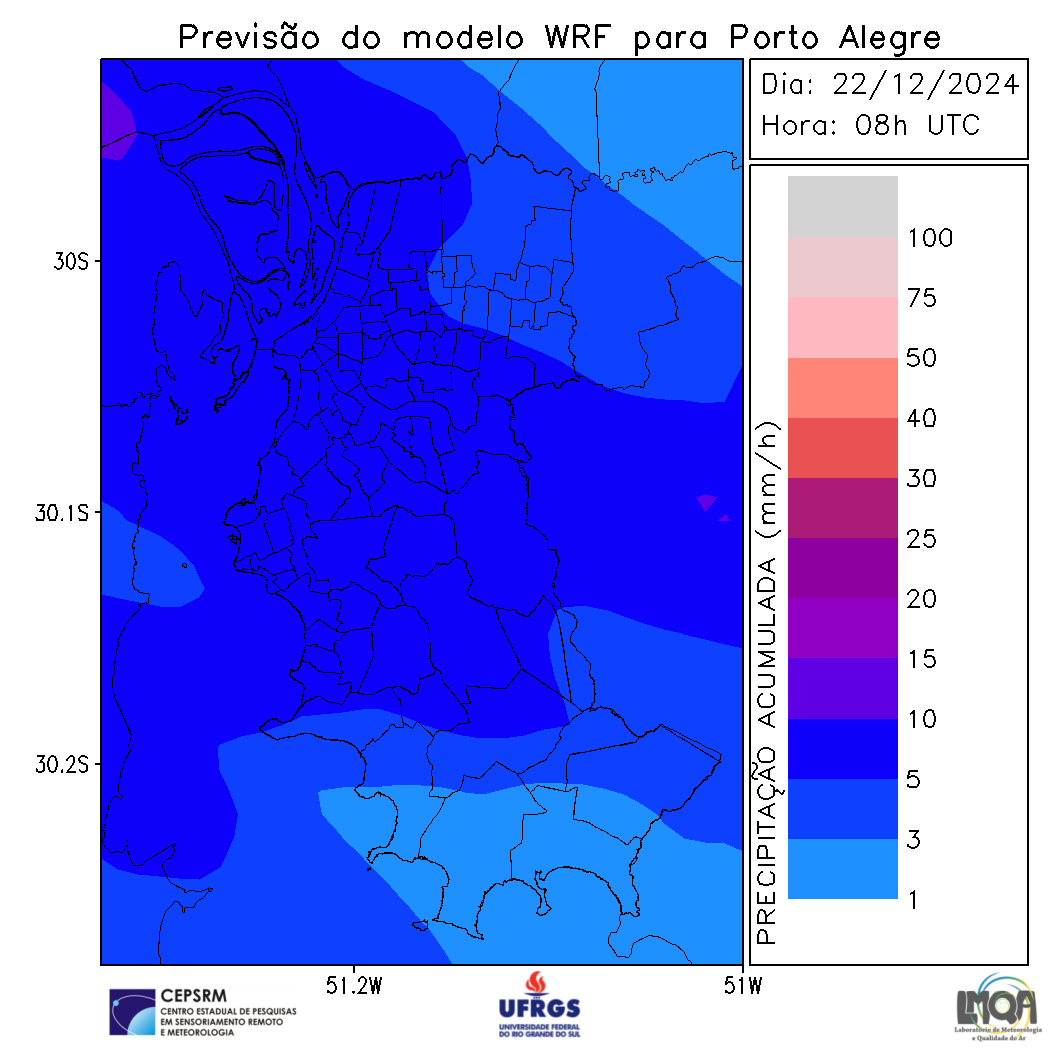 Previsão do modelo WRF para Porto Alegre
Dia: 22/12/2024
Hora: 08h UTC
30S
30.1S
30.2S
51.2W
51W
PRECIPITAÇÃO ACUMULADA (mm/h)
100
75
50
40
30
25
20
15
10
5
3
1
CEPSRM
CENTRO ESTADUAL DE PESQUISAS
EM SENSORIAMENTO REMOTO
E METEOROLOGIA
UFRGS
UNIVERSIDADE FEDERAL
DO RIO GRANDE DO SUL
LMQA
Laboratório de Meteorologia
e Qualidade do Ar